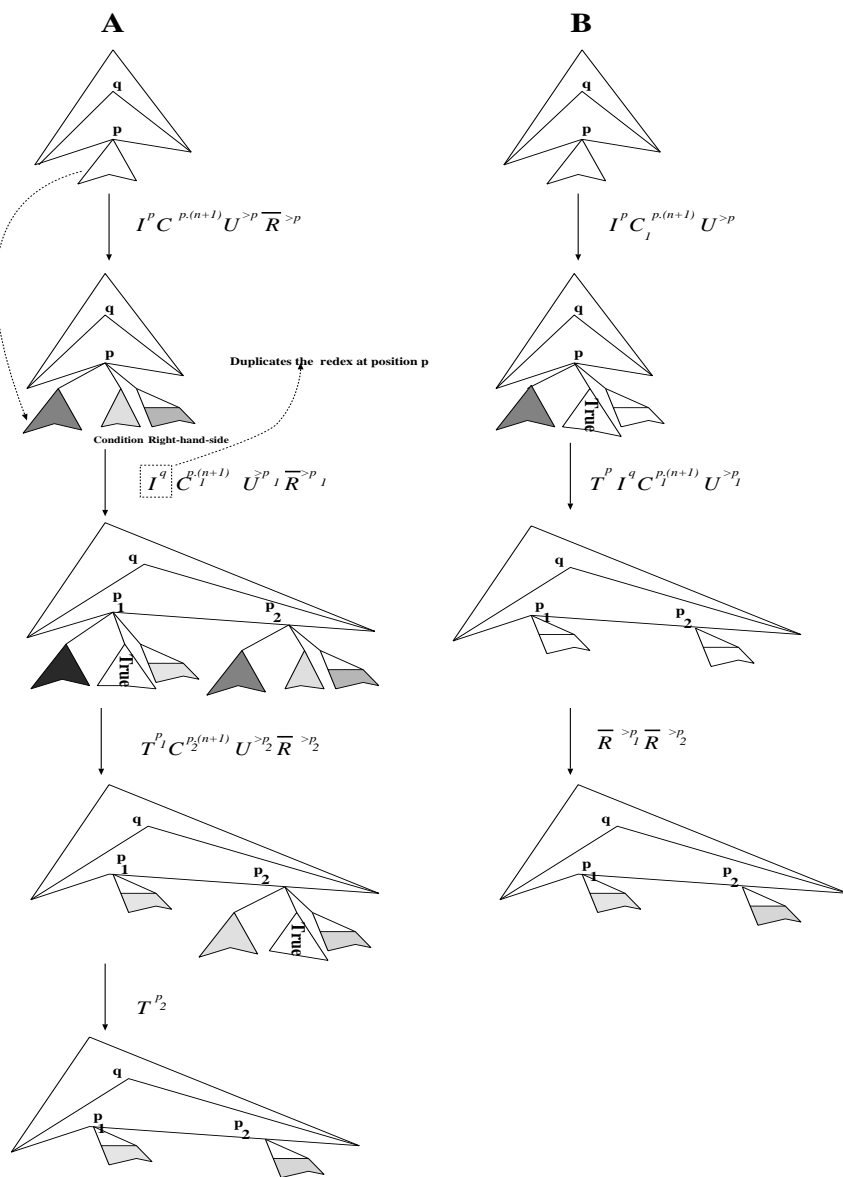 A
q
p
I^p C^{p.(n+1)} U^{>p} R̅^{>p}
q
p
Duplicates the redex at position p
Condition Right-hand-side
I^q C_1^{p.(n+1)} U^{>p_1} R̅^{>p_1}
q
p_1
p_2
True
T^{p_1} C^{p_2.(n+1)} U^{>p_2} R̅^{>p_2}
q
p_1
p_2
True
T^{p_2}
q
p_1
p_2
B
q
p
I^p C_1^{p.(n+1)} U^{>p}
q
p
True
T^p I^q C_1^{p.(n+1)} U^{>p_1}
q
p_1
p_2
R̅^{>p_1} R̅^{>p_2}
q
p_1
p_2